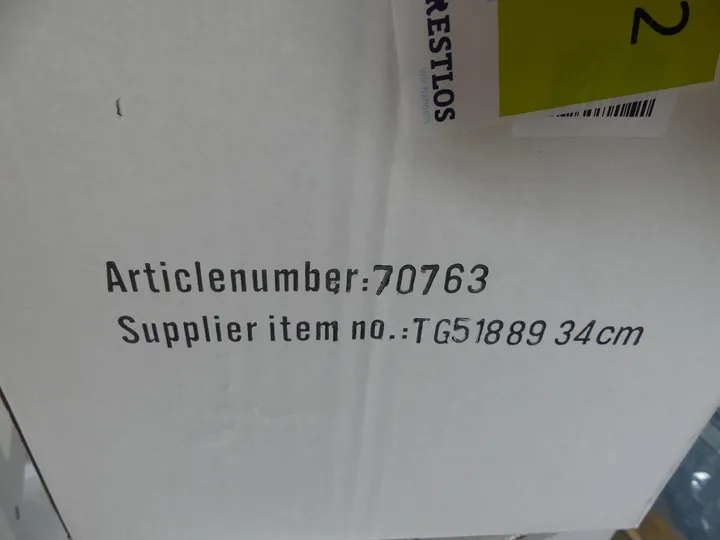 RESTLOS
2
Articlenumber:70763
Supplier item no.:TG51889 34cm